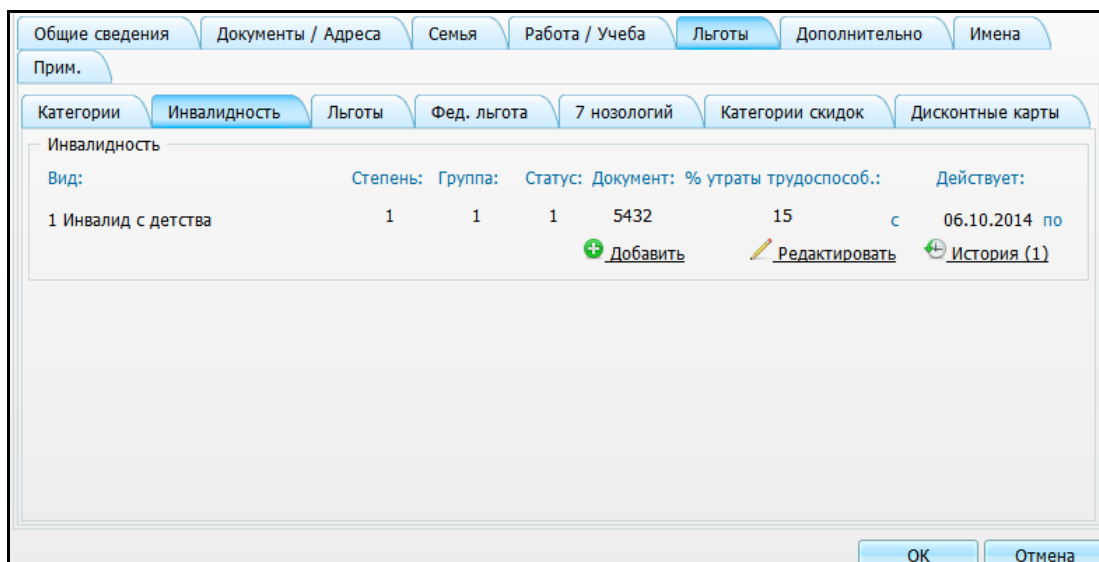 Общие сведения Документы / Адреса Семья Работа / Учеба Льготы Дополнительно Имена
Прим.
Категории Инвалидность Льготы Фед. льгота 7 нозологий Категории скидок Дисконтные карты
Инвалидность
Вид: Степень: Группа: Статус: Документ: % утраты трудоспособ.: Действует:
1 Инвалид с детства 1 1 1 5432 15 с 06.10.2014 по
Добавить Редактировать История (1)
ОК Отмена